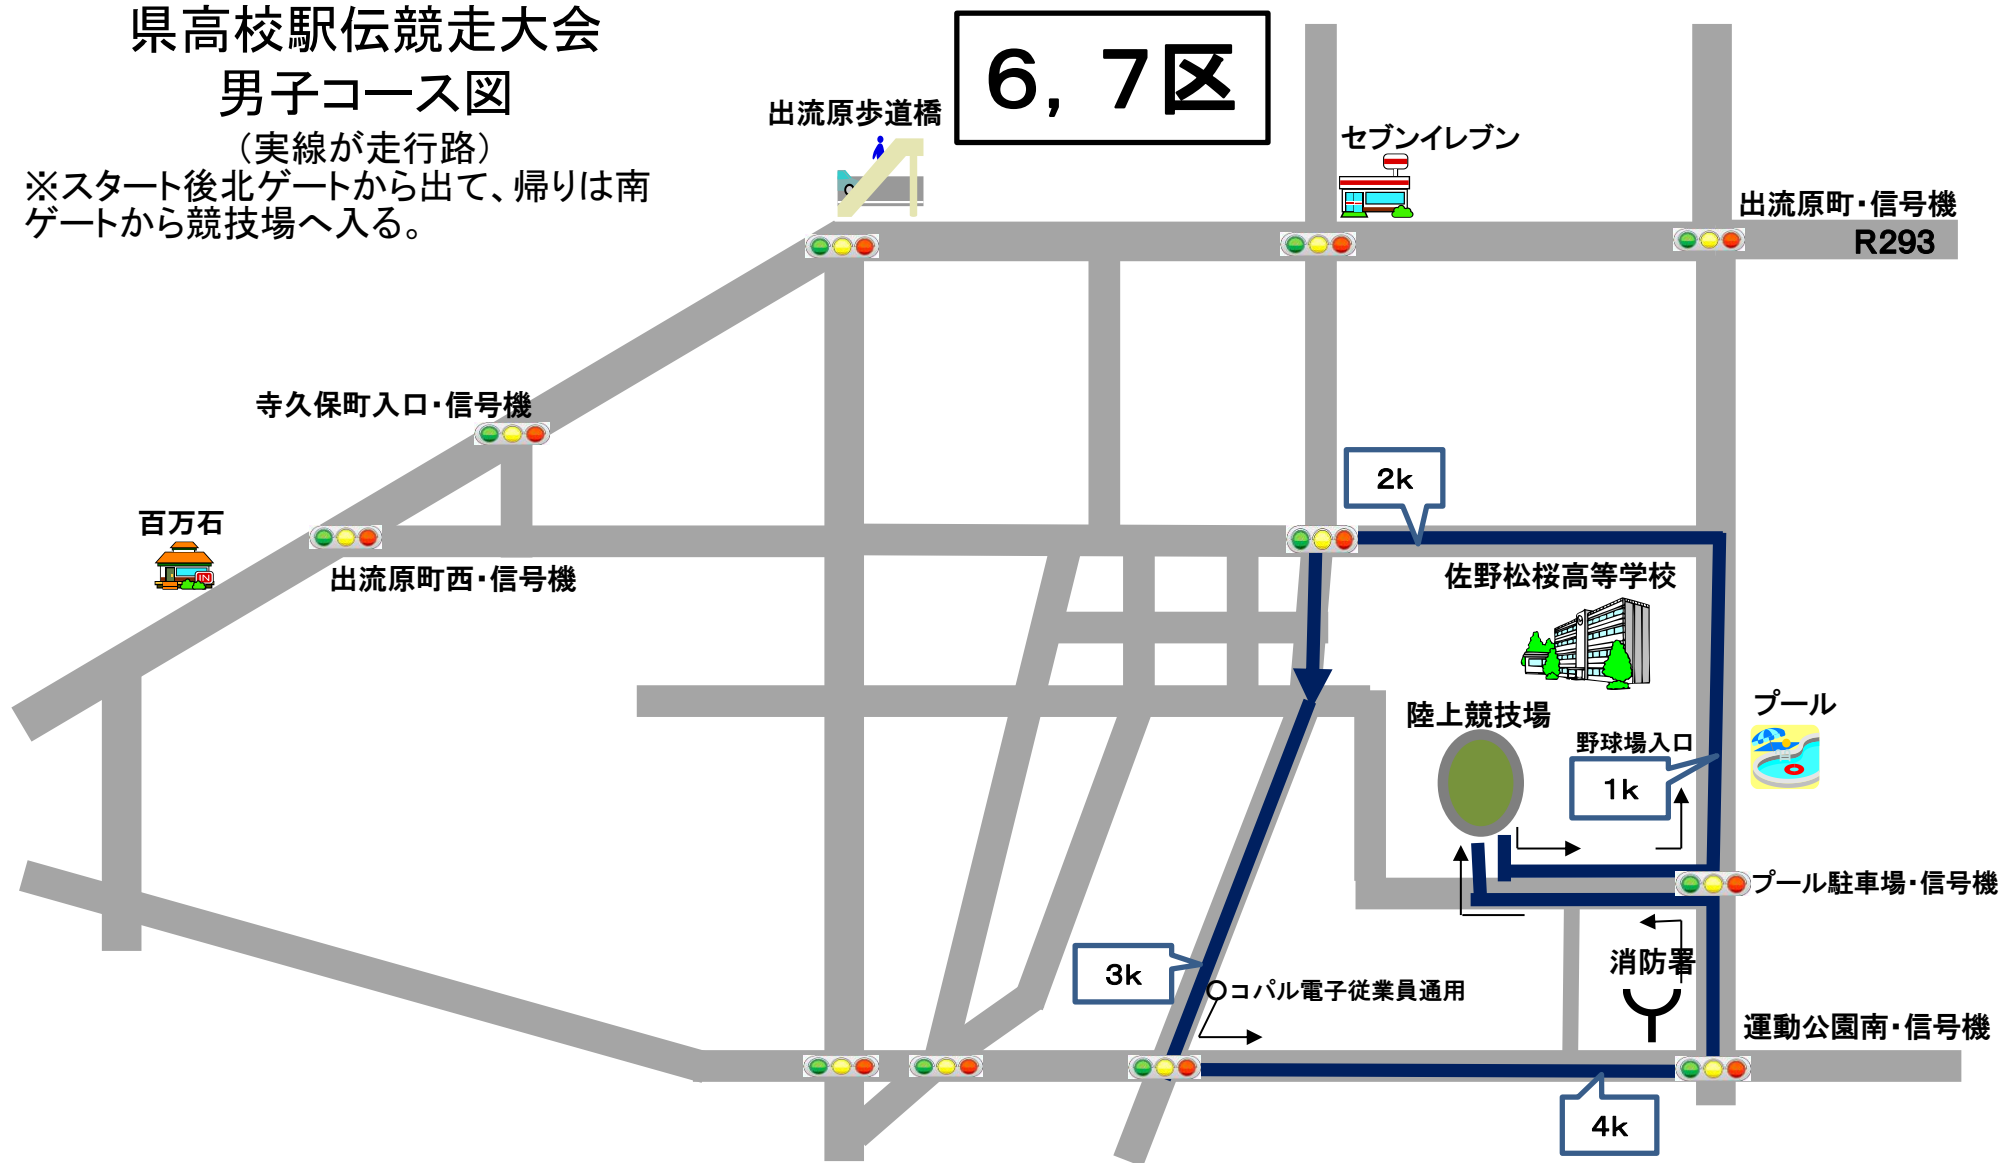 県高校駅伝競走大会
男子コース図
（実線が走行路）
※スタート後北ゲートから出て、帰りは南
ゲートから競技場へ入る。
6，7区
出流原歩道橋
セブンイレブン
出流原町・信号機
R293
寺久保町入口・信号機
2k
百万石
IN
出流原町西・信号機
佐野松桜高等学校
陸上競技場
プール
野球場入口
1k
プール駐車場・信号機
消防署
3k
コパル電子従業員通用
運動公園南・信号機
4k